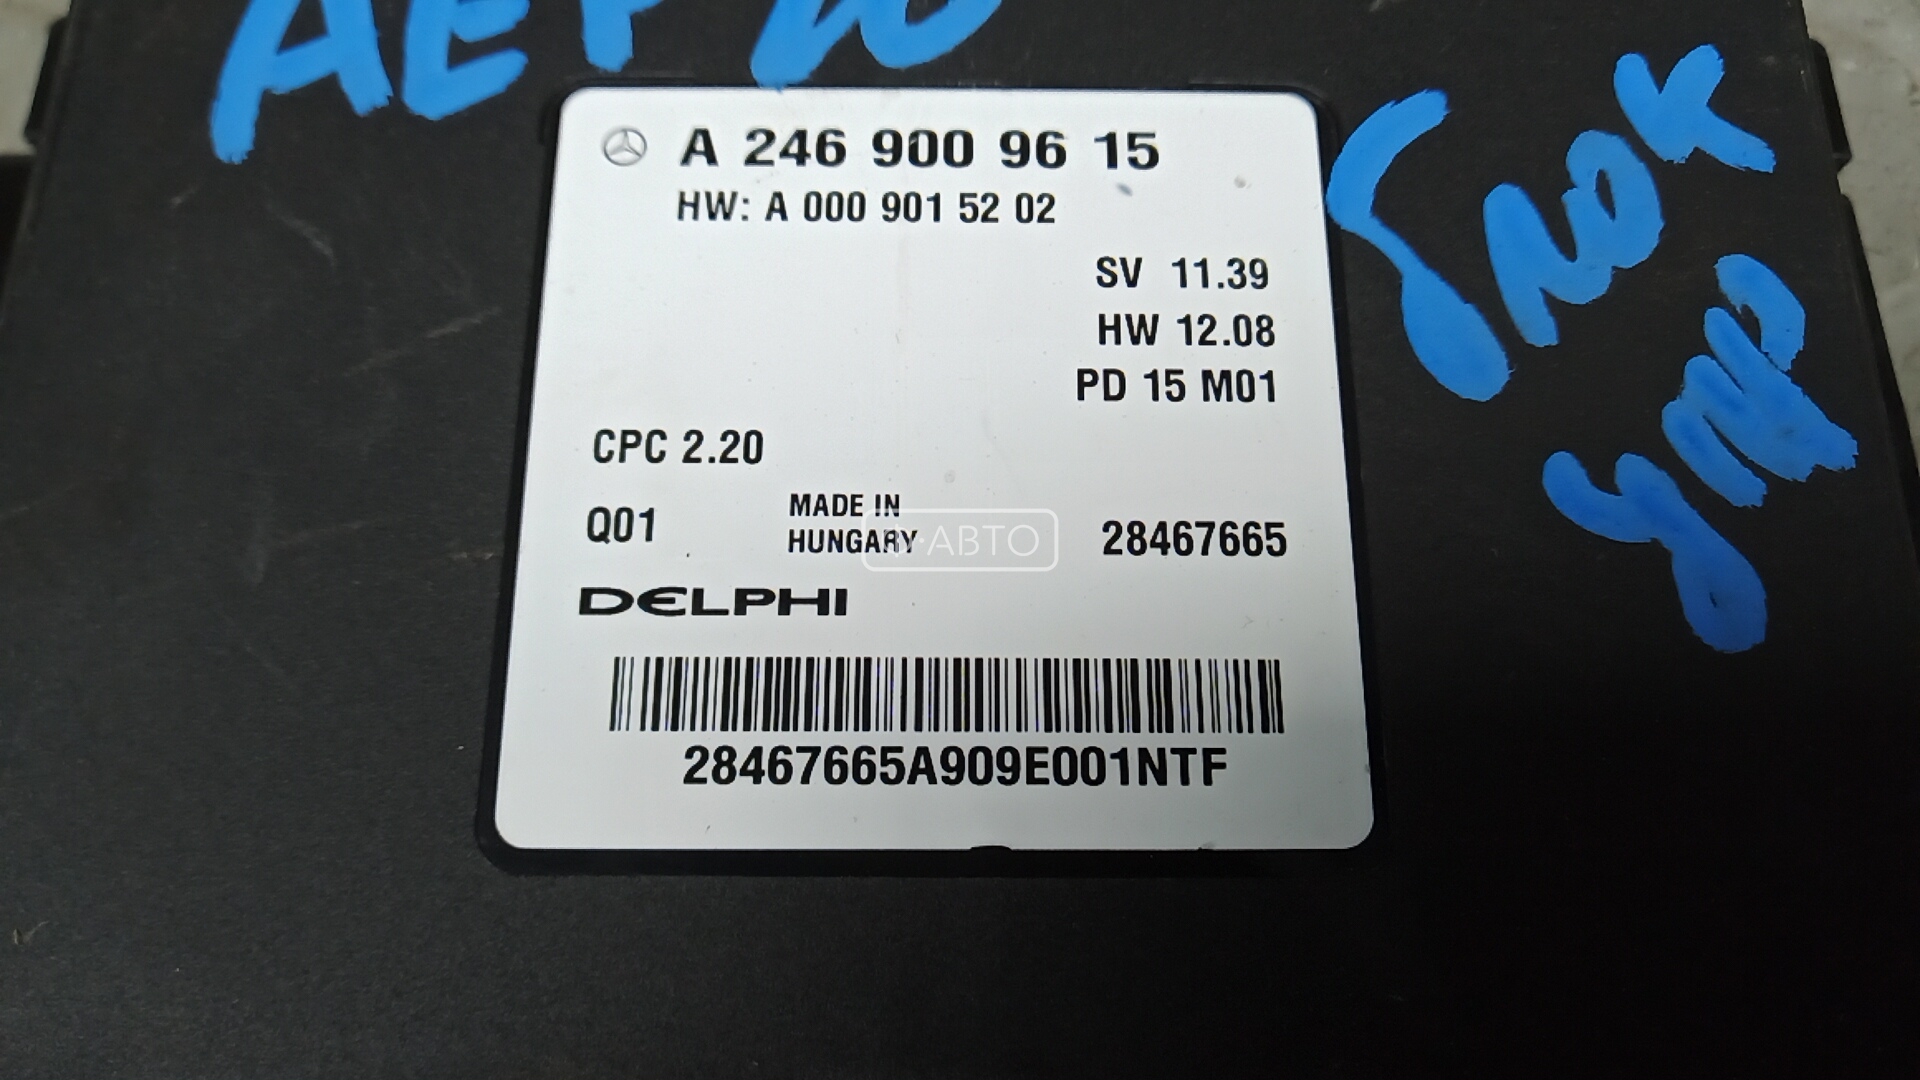 A 246 900 96 15
HW: A 000 901 52 02
SV 11.39
HW 12.08
PD 15 M01
CPC 2.20
Q01
MADE IN
HUNGARY
28467665
DELPHI
28467665A909E001NTF
АВТО
блок